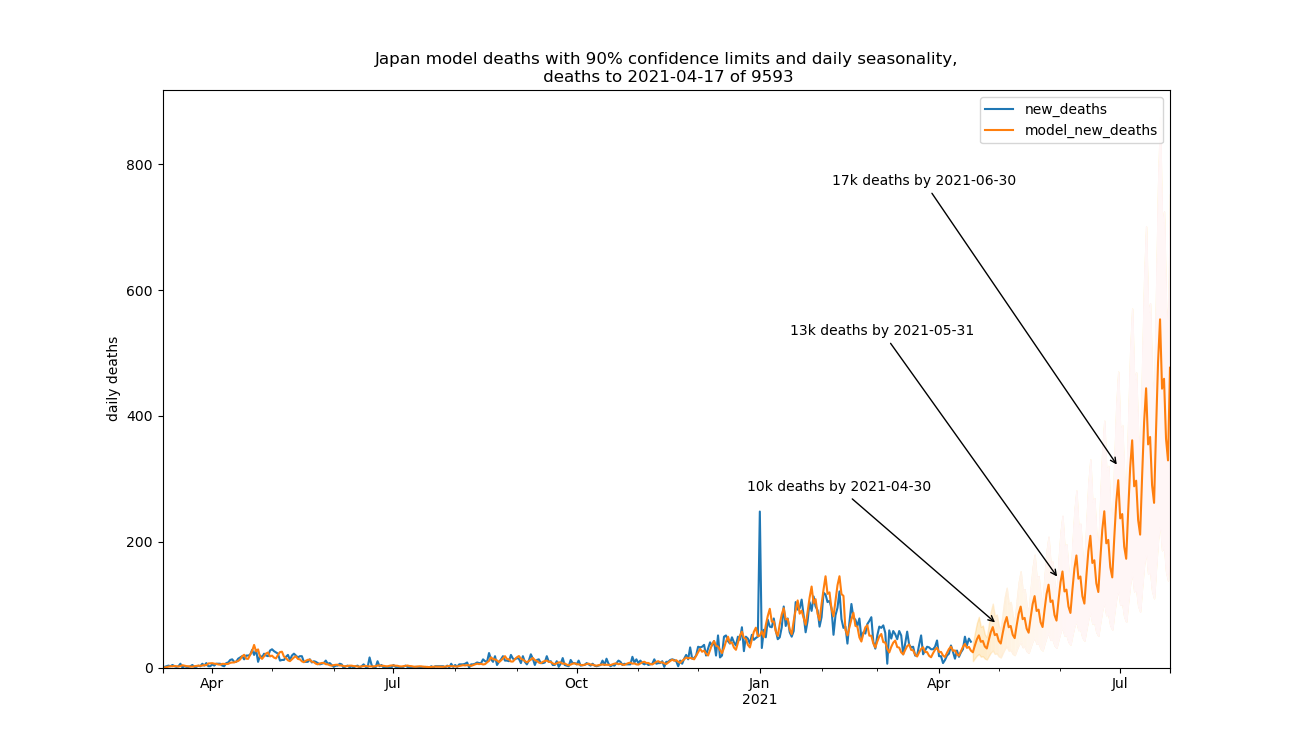 Japan model deaths with 90% confidence limits and daily seasonality,
deaths to 2021-04-17 of 9593
new_deaths
model_new_deaths
800
17k deaths by 2021-06-30
600
13k deaths by 2021-05-31
daily deaths
400
10k deaths by 2021-04-30
200
0
Apr
Jul
Oct
Jan
2021
Apr
Jul